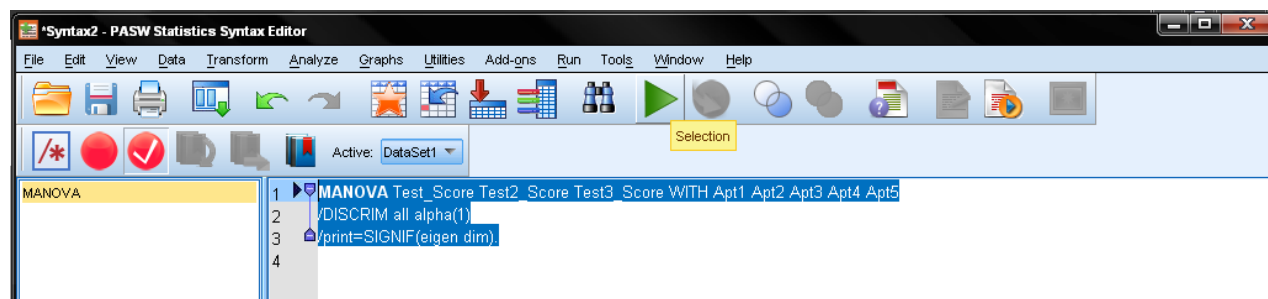 *Syntax2 - PASW Statistics Syntax Editor
File Edit View Data Transform Analyze Graphs Utilities Add-ons Run Tools Window Help
Selection
Active: DataSet1
MANOVA
1 MANOVA Test_Score Test2_Score Test3_Score WITH Apt1 Apt2 Apt3 Apt4 Apt5
2 /DISCRIM all alpha(1)
3 /print=SIGNIF(eigen dim).
4